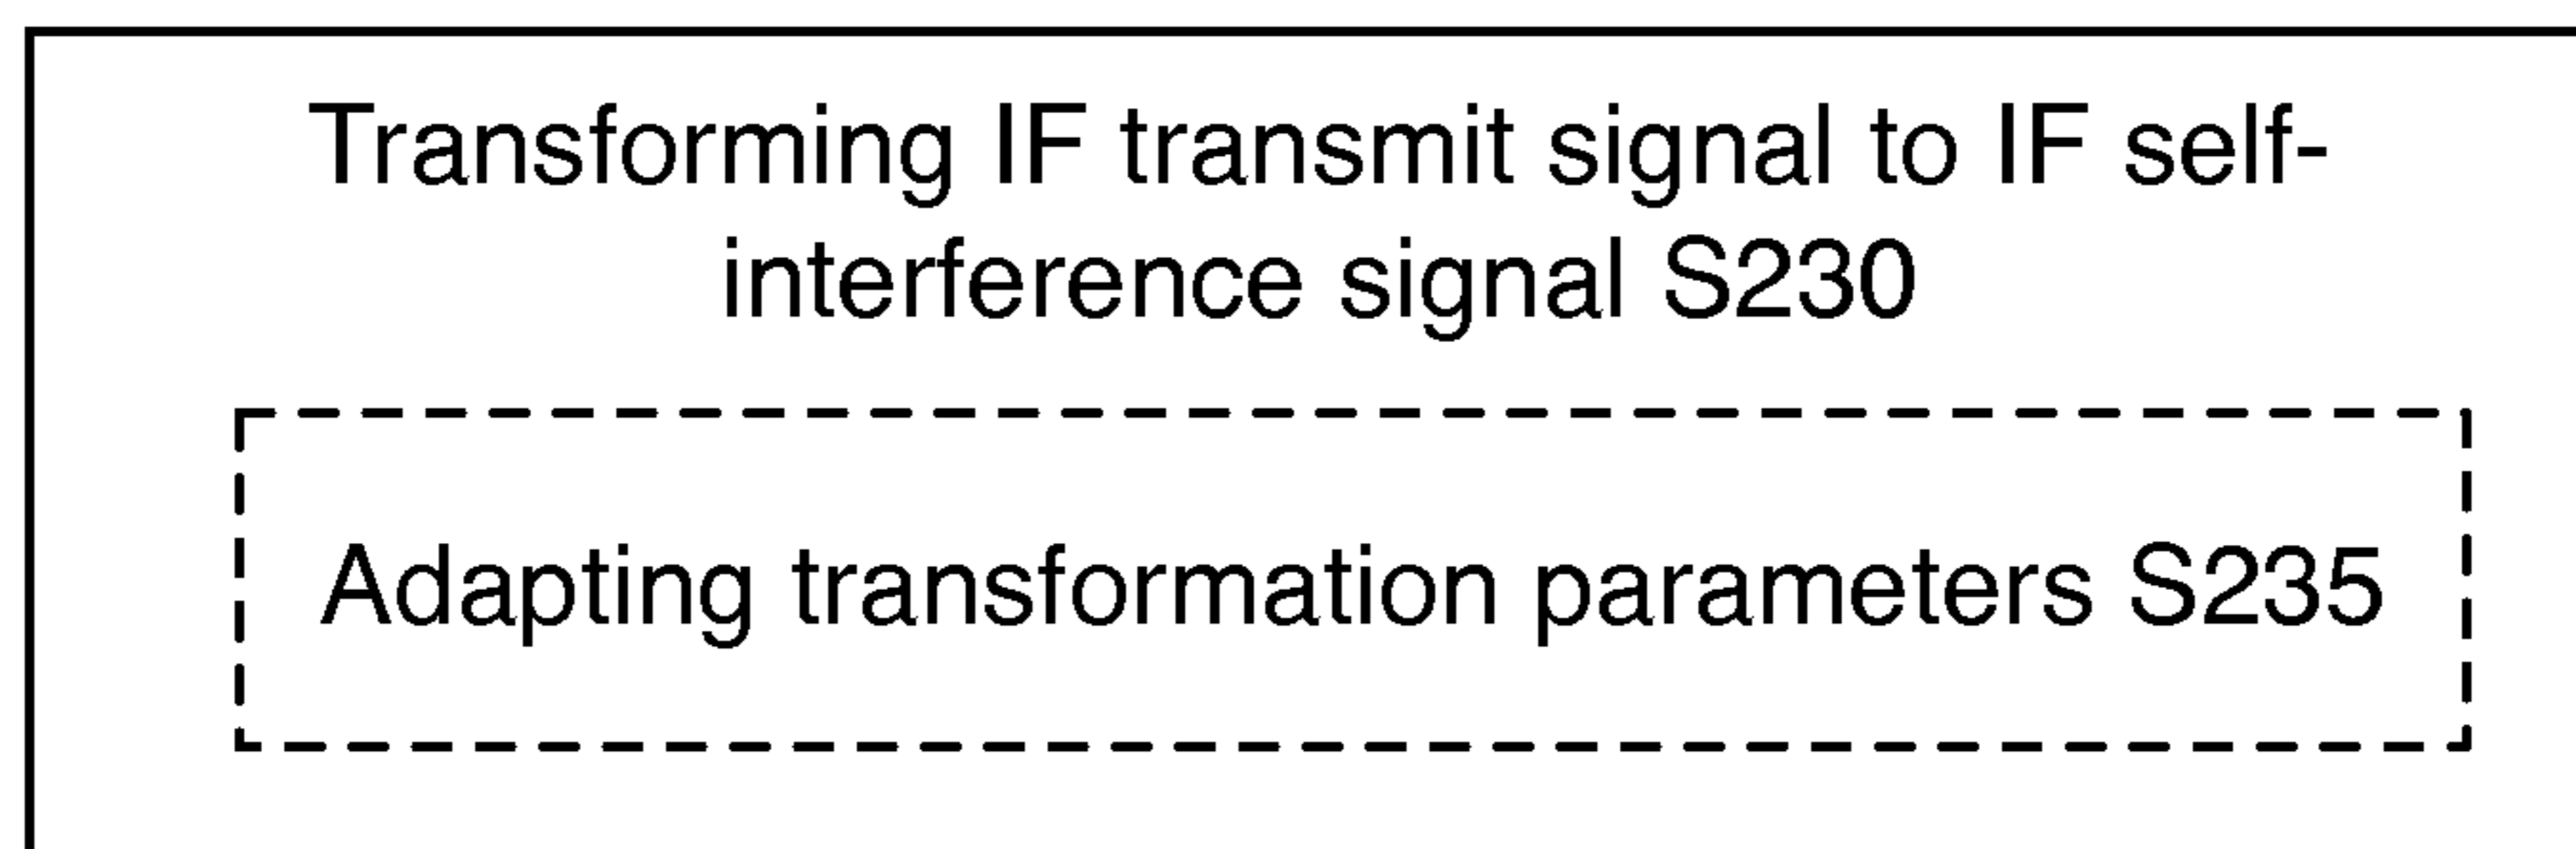 Transforming IF transmit signal to IF self-
interference signal S230
Adapting transformation parameters S235